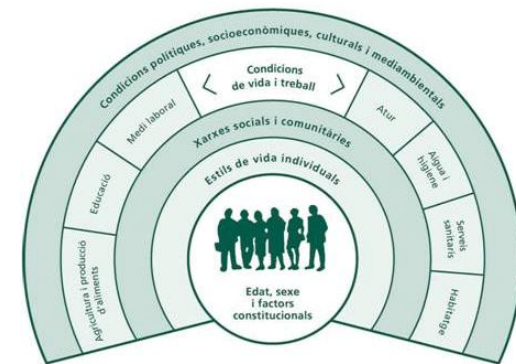 Condicions polítiques, socioeconòmiques, culturals i mediambientals
Condicions
de vida i treball
Agricultura i producció
d'aliments
Educació
Medi laboral
Atur
Aigua i
higiene
Serveis
sanitaris
Habitatge
Xarxes socials i comunitàries
Estils de vida individuals
Edat, sexe
i factors
constitucionals